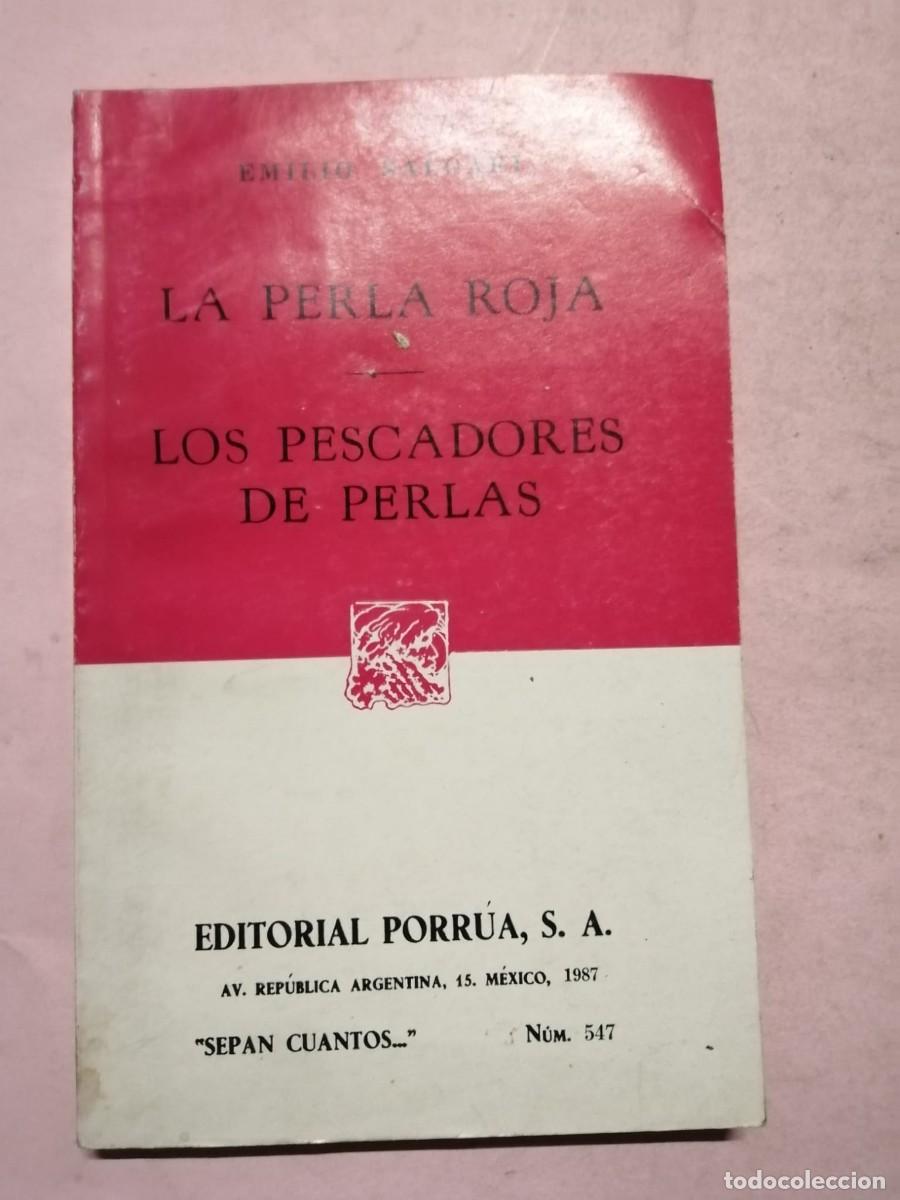 EMILIO SALGARI
LA PERLA ROJA
LOS PESCADORES
DE PERLAS
EDITORIAL PORRÚA, S. A.
AV. REPÚBLICA ARGENTINA, 15. MÉXICO, 1987
"SEPAN CUANTOS..." NÚM. 547
todocoleccion